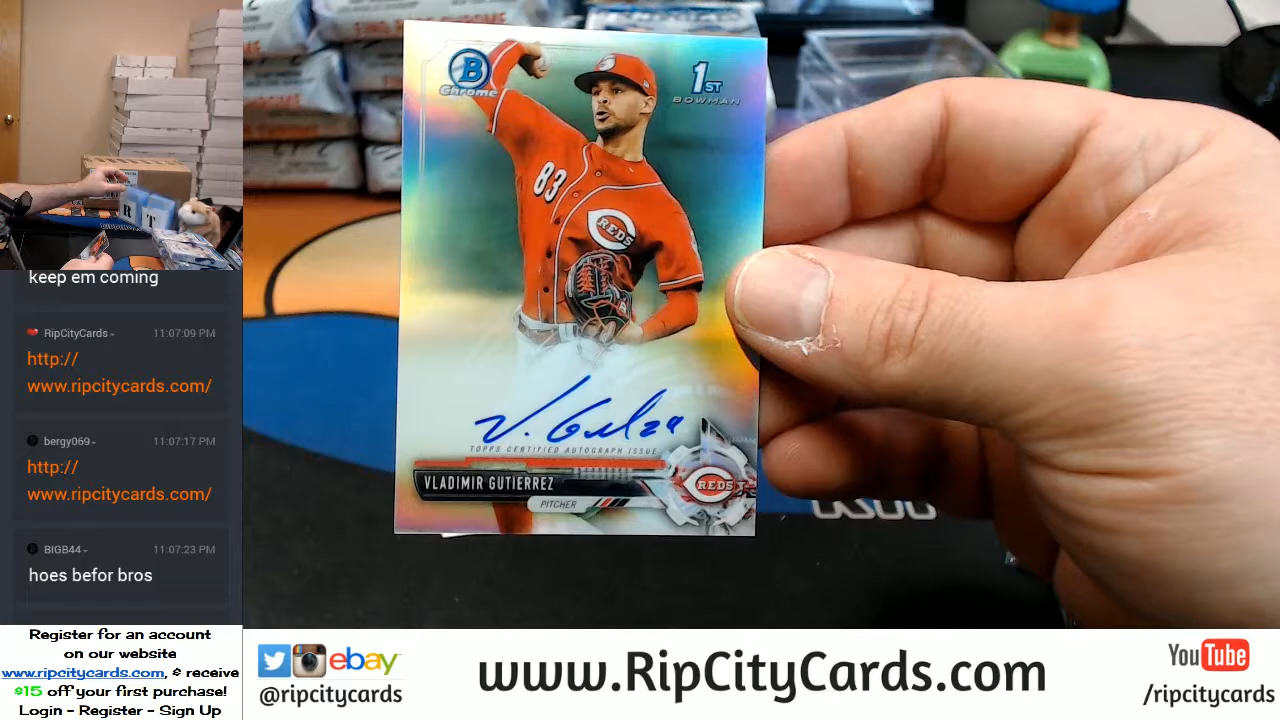 keep em coming
RipCityCards
11:07:09 PM
http://
www.ripcitycards.com/
bergy069
11:07:17 PM
http://
www.ripcitycards.com/
BIGB44
11:07:23 PM
hoes befor bros
Register for an account
on our website
www.ripcitycards.com, & receive
$15 off your first purchase!
Login - Register - Sign Up
R T
B
Chrome
1ST
BOWMAN
83
REDS
V. Gut 24
TOPPS CERTIFIED AUTOGRAPH ISSUE
VLADIMIR GUTIERREZ
PITCHER
REDS
ebay
@ripcitycards
www.RipCityCards.com
YouTube
/ripcitycards